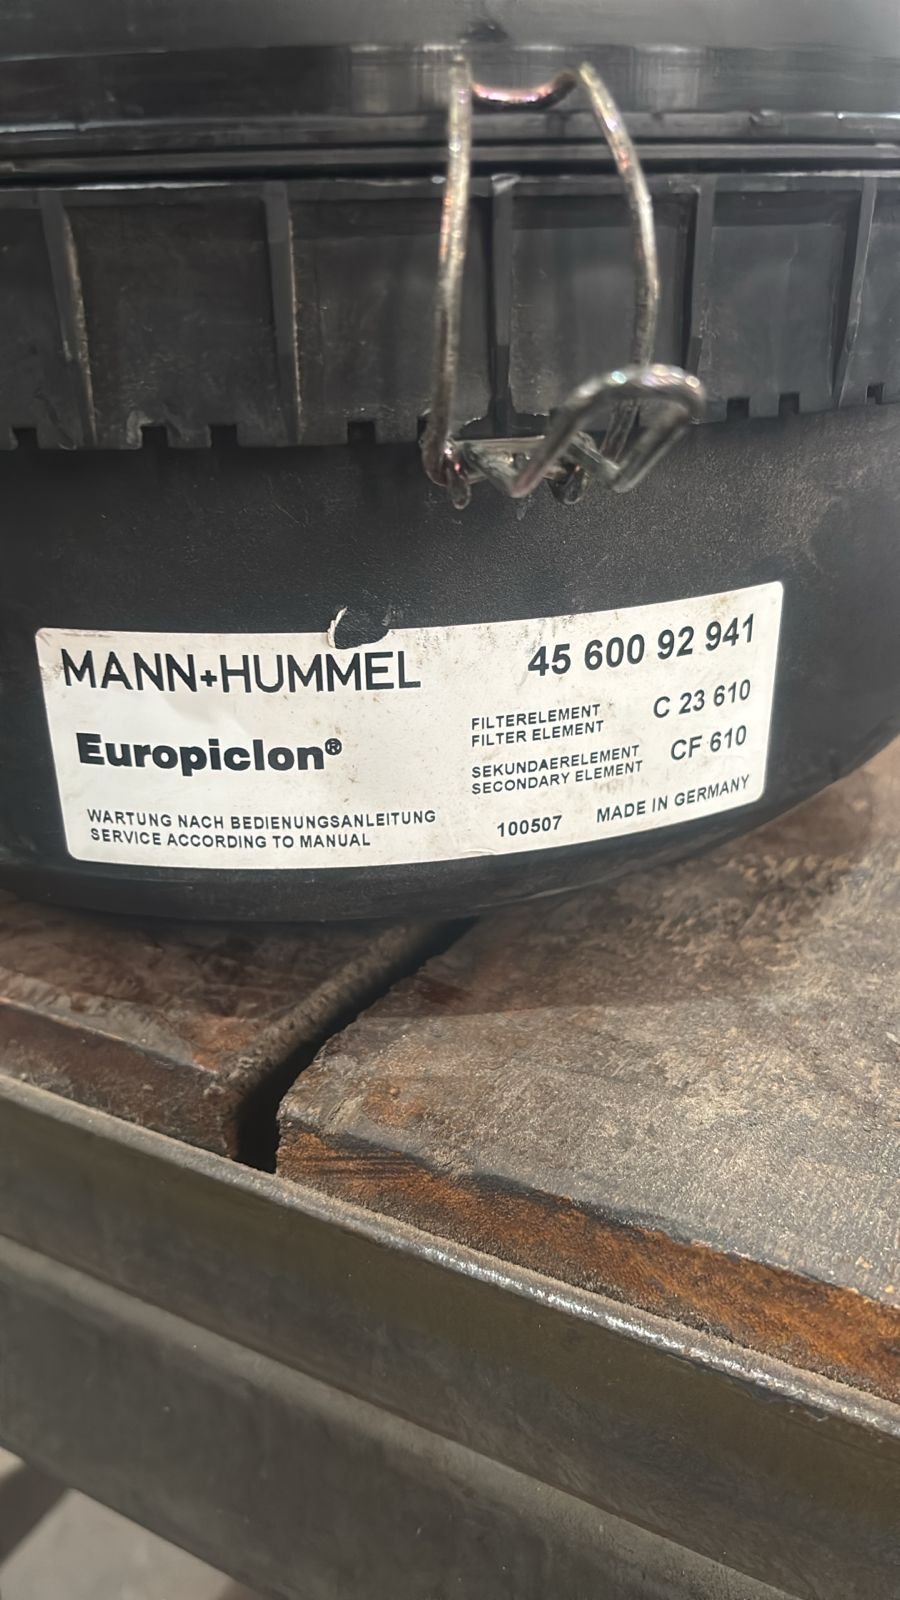 MANN+HUMMEL
45 600 92 941
Europiclon®
FILTERELEMENT
FILTER ELEMENT
C 23 610
SEKUNDAERELEMENT
SECONDARY ELEMENT
CF 610
WARTUNG NACH BEDIENUNGSANLEITUNG
SERVICE ACCORDING TO MANUAL
100507
MADE IN GERMANY